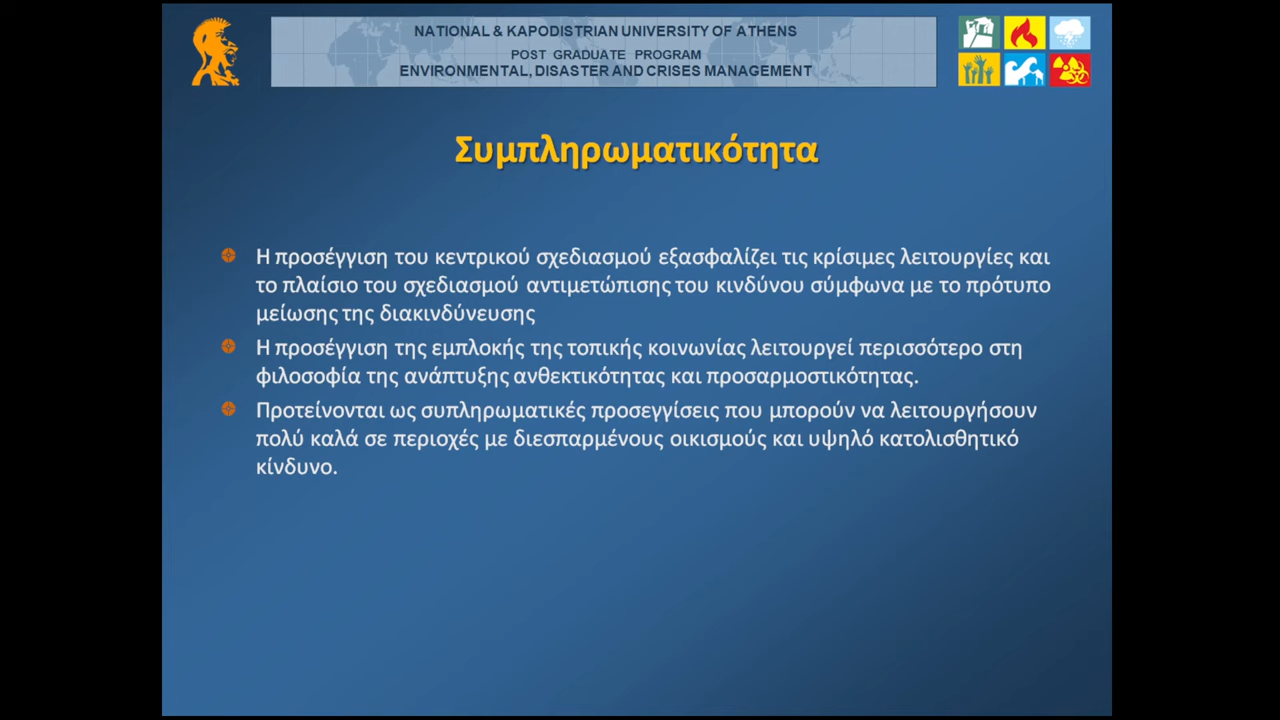 NATIONAL & KAPODISTRIAN UNIVERSITY OF ATHENS
POST GRADUATE PROGRAM
ENVIRONMENTAL, DISASTER AND CRISES MANAGEMENT
Συμπληρωματικότητα
Η προσέγγιση του κεντρικού σχεδιασμού εξασφαλίζει τις κρίσιμες λειτουργίες και
το πλαίσιο του σχεδιασμού αντιμετώπισης του κινδύνου σύμφωνα με το πρότυπο
μείωσης της διακινδύνευσης
Η προσέγγιση της εμπλοκής της τοπικής κοινωνίας λειτουργεί περισσότερο στη
φιλοσοφία της ανάπτυξης ανθεκτικότητας και προσαρμοστικότητας.
Προτείνονται ως συπληρωματικές προσεγγίσεις που μπορούν να λειτουργήσουν
πολύ καλά σε περιοχές με διεσπαρμένους οικισμούς και υψηλό κατολισθητικό
κίνδυνο.